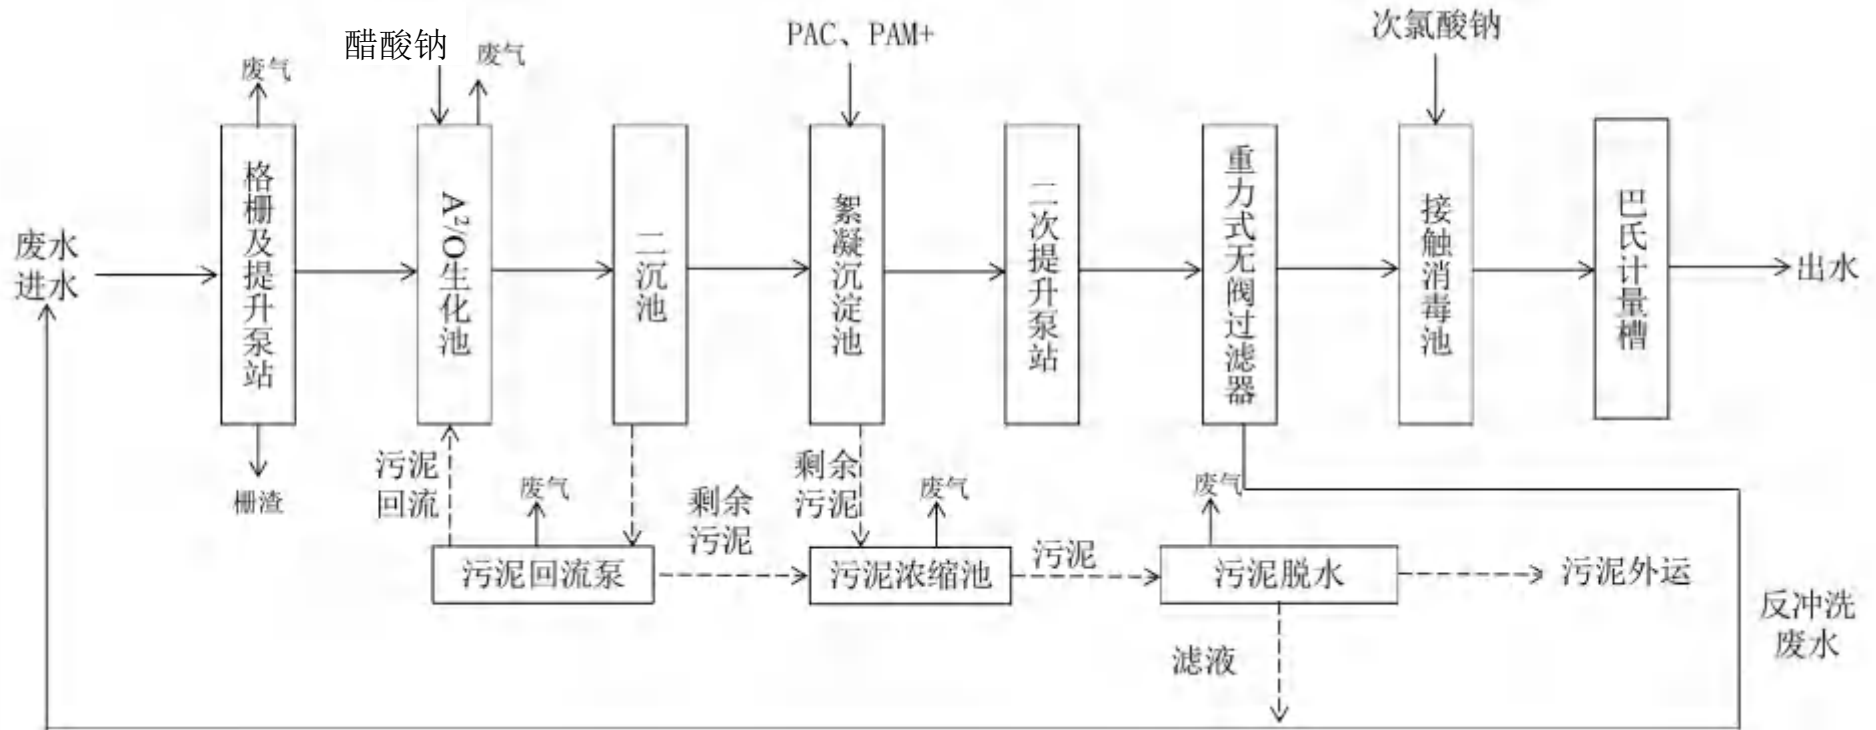 醋酸钠
PAC、PAM+
次氯酸钠
废气
废气
废水
进水
格栅及提升泵站
A²/O生化池
二沉池
絮凝沉淀池
二次提升泵站
重力式无阀过滤器
接触消毒池
巴氏计量槽
出水
栅渣
污泥
回流
废气
剩余
污泥
剩余
污泥
废气
废气
污泥回流泵
污泥浓缩池
污泥
污泥脱水
污泥外运
滤液
反冲洗
废水